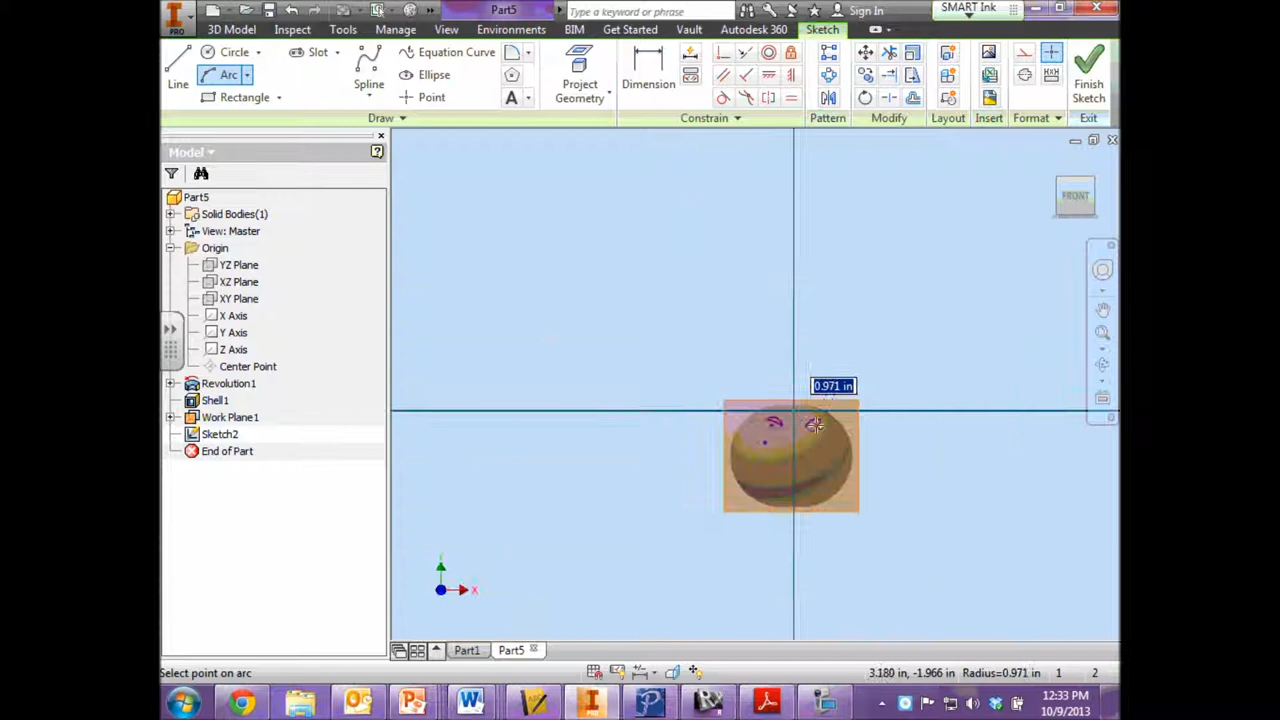 Part5
Type a keyword or phrase
Sign In
SMART Ink
PRO
3D Model
Inspect
Tools
Manage
View
Environments
BIM
Get Started
Vault
Autodesk 360
Sketch
Line
Circle
Arc
Rectangle
Spline
Slot
Equation Curve
Ellipse
Point
A
Project
Geometry
Dimension
Finish
Sketch
Draw
Constrain
Pattern
Modify
Layout
Insert
Format
Exit
Model
Part5
Solid Bodies(1)
View: Master
Origin
YZ Plane
XZ Plane
XY Plane
X Axis
Y Axis
Z Axis
Center Point
Revolution1
Shell1
Work Plane1
Sketch2
End of Part
FRONT
0.971 in
Y
X
Part1
Part5
Select point on arc
3.180 in, -1.966 in Radius=0.971 in 1 2
12:33 PM
10/9/2013